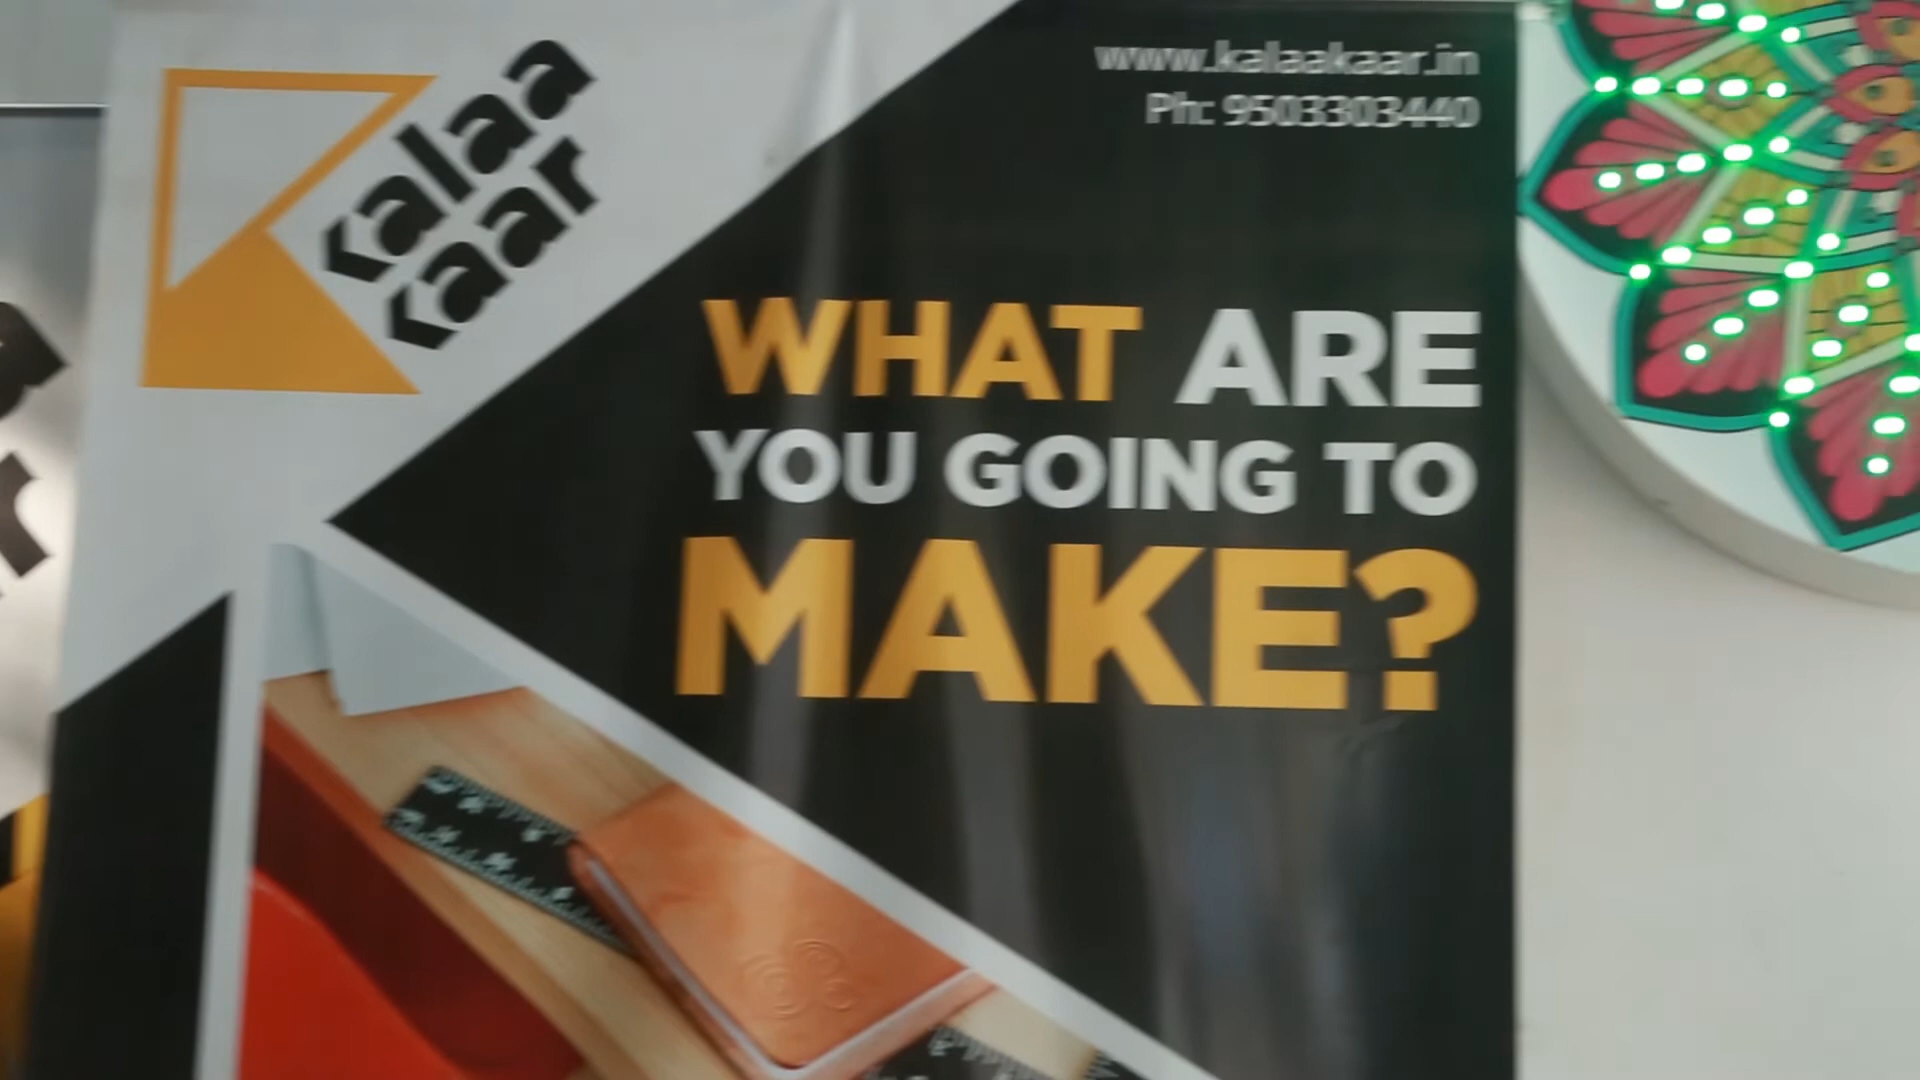 kalaa
kaar
www.kalaakaar.in
Ph: 9503303440
WHAT ARE
YOU GOING TO
MAKE?